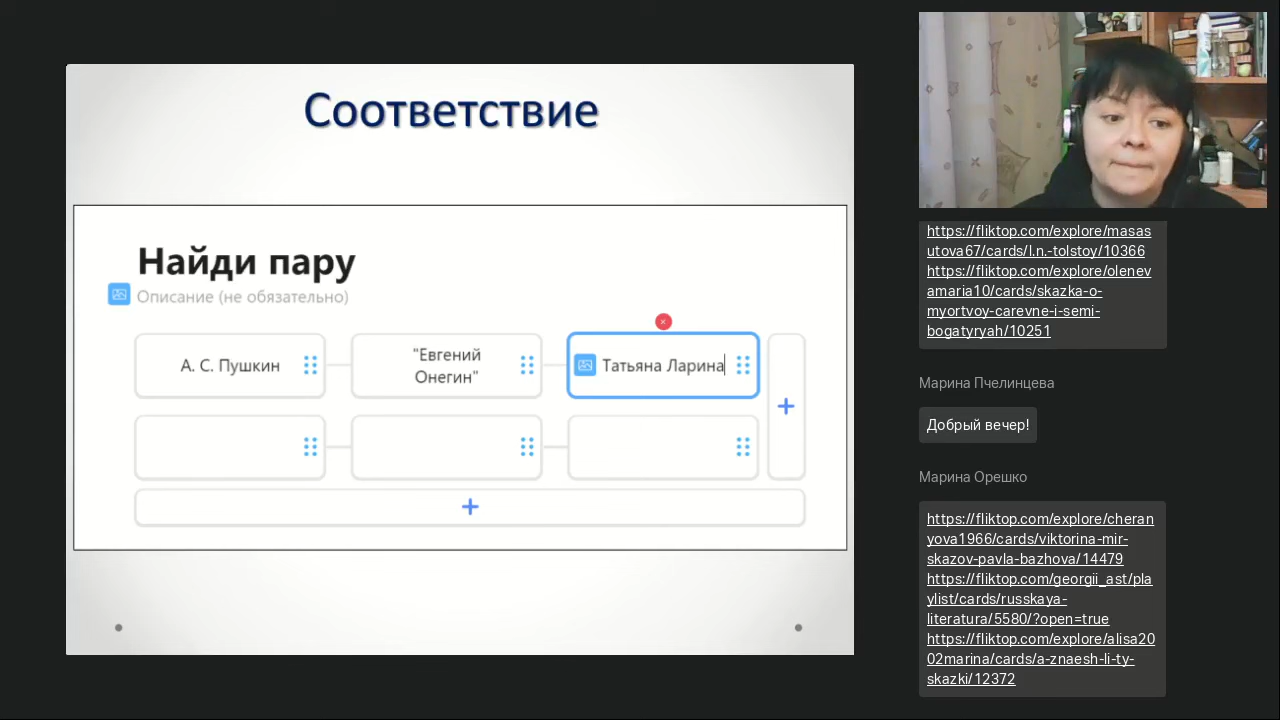 Соответствие
Найди пару
Описание (не обязательно)
А. С. Пушкин
"Евгений
Онегин"
Татьяна Ларина
https://fliktop.com/explore/masas
utova67/cards/l.n.-tolstoy/10366
https://fliktop.com/explore/olenev
amaria10/cards/skazka-o-
myortvoy-carevne-i-semi-
bogatyryah/10251
Марина Пчелинцева
Добрый вечер!
Марина Орешко
https://fliktop.com/explore/cheran
yova1966/cards/viktorina-mir-
skazov-pavla-bazhova/14479
https://fliktop.com/georgii_ast/pla
ylist/cards/russkaya-
literatura/5580/?open=true
https://fliktop.com/explore/alisa20
02marina/cards/a-znaesh-li-ty-
skazki/12372